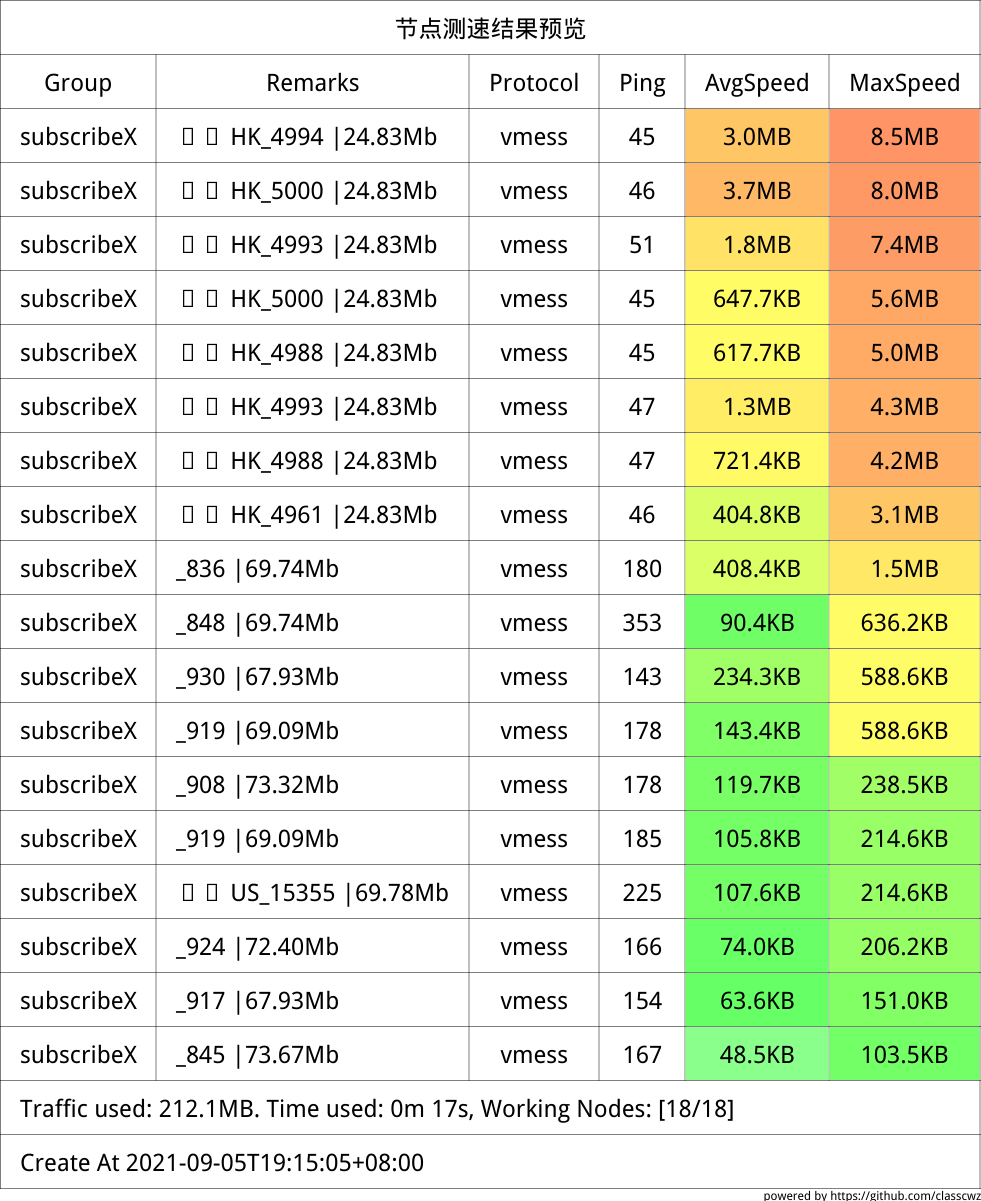 节点测速结果预览
Group Remarks Protocol Ping AvgSpeed MaxSpeed
subscribeX HK_4994 |24.83Mb vmess 45 3.0MB 8.5MB
subscribeX HK_5000 |24.83Mb vmess 46 3.7MB 8.0MB
subscribeX HK_4993 |24.83Mb vmess 51 1.8MB 7.4MB
subscribeX HK_5000 |24.83Mb vmess 45 647.7KB 5.6MB
subscribeX HK_4988 |24.83Mb vmess 45 617.7KB 5.0MB
subscribeX HK_4993 |24.83Mb vmess 47 1.3MB 4.3MB
subscribeX HK_4988 |24.83Mb vmess 47 721.4KB 4.2MB
subscribeX HK_4961 |24.83Mb vmess 46 404.8KB 3.1MB
subscribeX _836 |69.74Mb vmess 180 408.4KB 1.5MB
subscribeX _848 |69.74Mb vmess 353 90.4KB 636.2KB
subscribeX _930 |67.93Mb vmess 143 234.3KB 588.6KB
subscribeX _919 |69.09Mb vmess 178 143.4KB 588.6KB
subscribeX _908 |73.32Mb vmess 178 119.7KB 238.5KB
subscribeX _919 |69.09Mb vmess 185 105.8KB 214.6KB
subscribeX US_15355 |69.78Mb vmess 225 107.6KB 214.6KB
subscribeX _924 |72.40Mb vmess 166 74.0KB 206.2KB
subscribeX _917 |67.93Mb vmess 154 63.6KB 151.0KB
subscribeX _845 |73.67Mb vmess 167 48.5KB 103.5KB
Traffic used: 212.1MB. Time used: 0m 17s, Working Nodes: [18/18]
Create At 2021-09-05T19:15:05+08:00
powered by https://github.com/classcwz